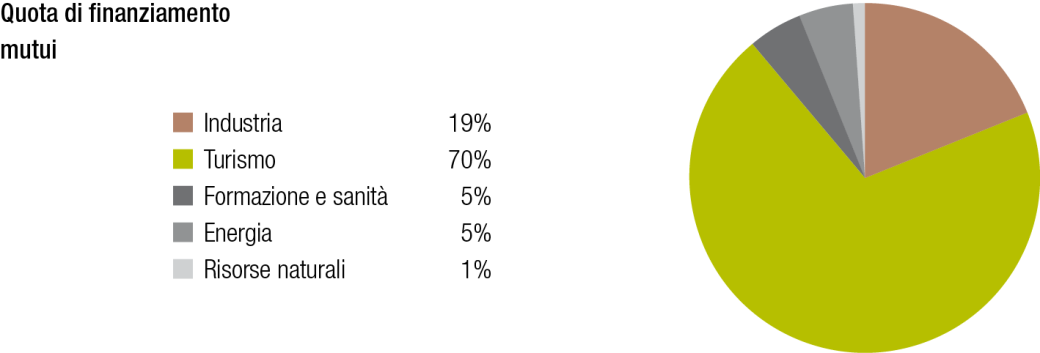 Quota di finanziamento
mutui
Industria 19%
Turismo 70%
Formazione e sanità 5%
Energia 5%
Risorse naturali 1%